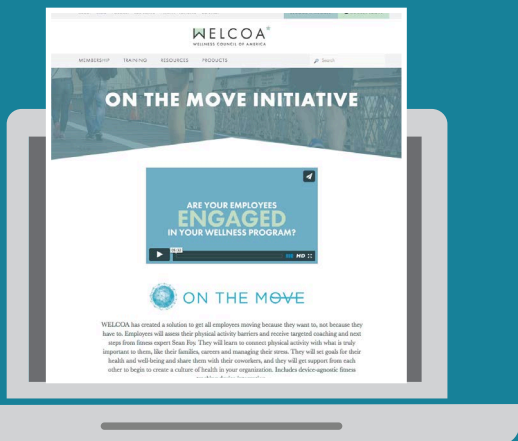 WELCOA
WELLNESS COUNCIL OF AMERICA
MEMBERSHIP TRAINING RESOURCES PRODUCTS Search
ON THE MOVE INITIATIVE
ARE YOUR EMPLOYEES
ENGAGED
IN YOUR WELLNESS PROGRAM?
HD
ON THE MOVE
WELCOA has created a solution to get all employees moving because they want to, not because they
have to. Employees will assess their physical activity barriers and receive targeted coaching and next
steps from fitness expert Sean Foy. They will learn to connect physical activity with what is truly
important to them, like their families, careers and managing their stress. They will set goals for their
health and well-being and share them with their coworkers, and they will get support from each
other to begin to create a culture of health in your organization. Includes device-agnostic fitness